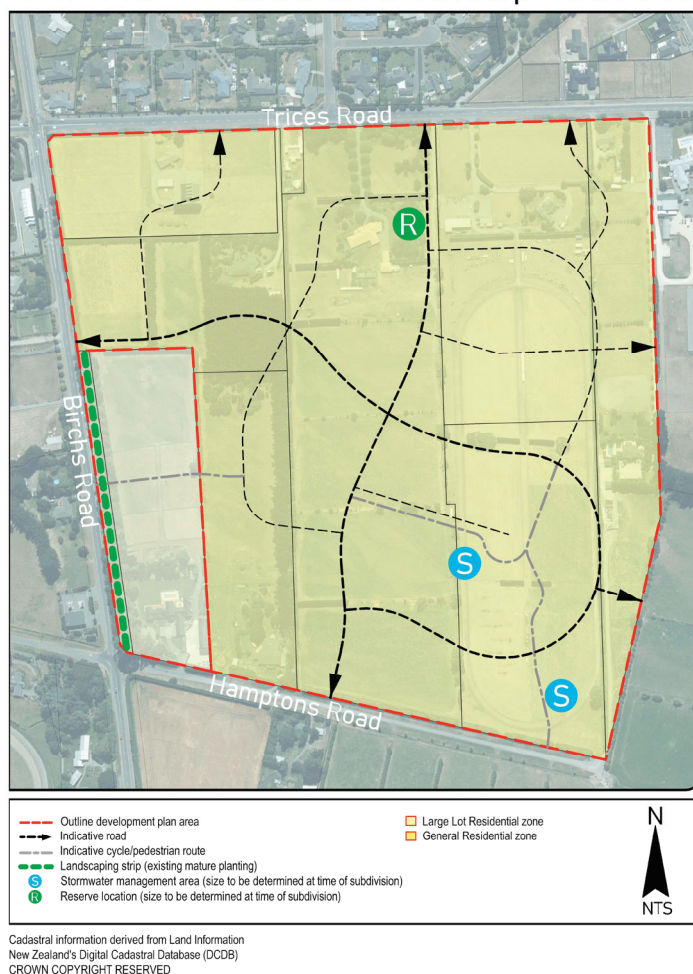 Trices Road
R
Birchs Road
S
S
Hamptons Road
Outline development plan area
Indicative road
Indicative cycle/pedestrian route
Landscaping strip (existing mature planting)
S Stormwater management area (size to be determined at time of subdivision)
R Reserve location (size to be determined at time of subdivision)
Large Lot Residential zone
General Residential zone
N
NTS
Cadastral information derived from Land Information
New Zealand's Digital Cadastral Database (DCDB)
CROWN COPYRIGHT RESERVED